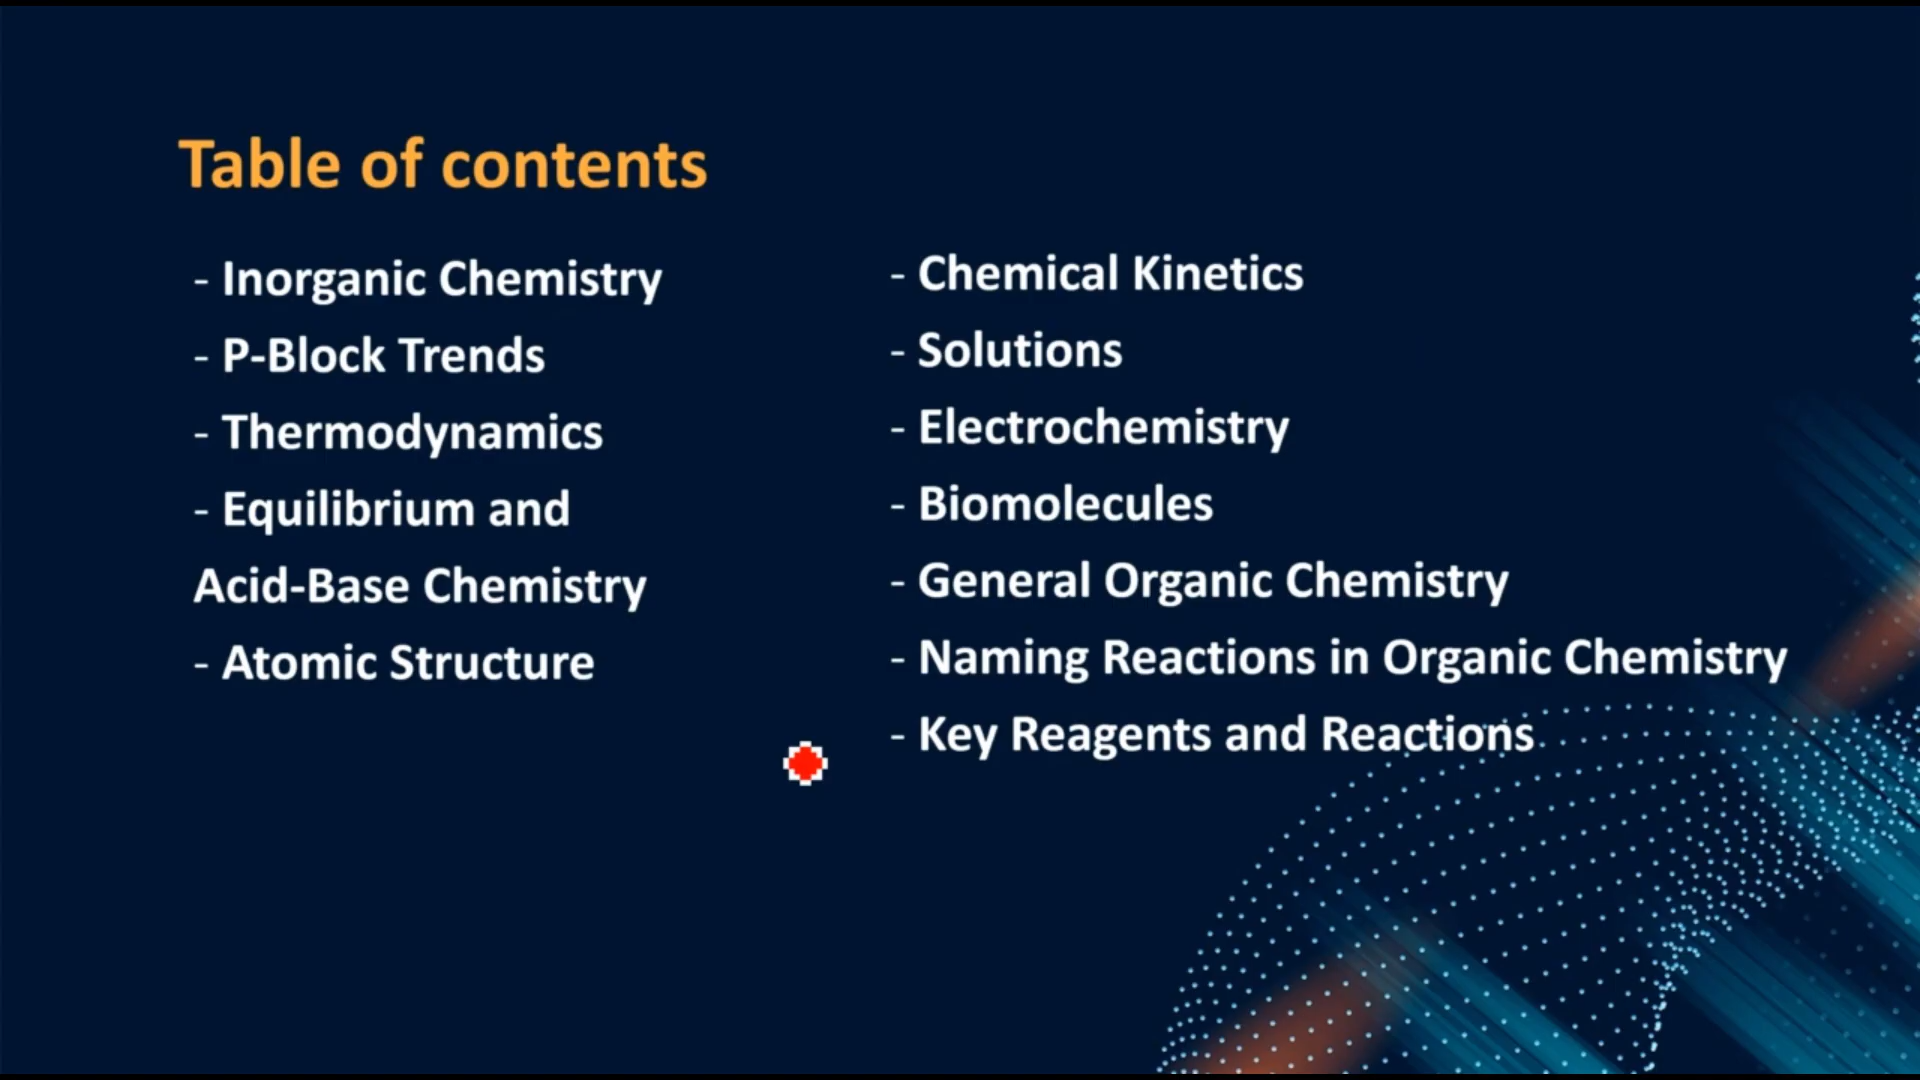 Table of contents
- Inorganic Chemistry
- P-Block Trends
- Thermodynamics
- Equilibrium and
Acid-Base Chemistry
- Atomic Structure
- Chemical Kinetics
- Solutions
- Electrochemistry
- Biomolecules
- General Organic Chemistry
- Naming Reactions in Organic Chemistry
- Key Reagents and Reactions